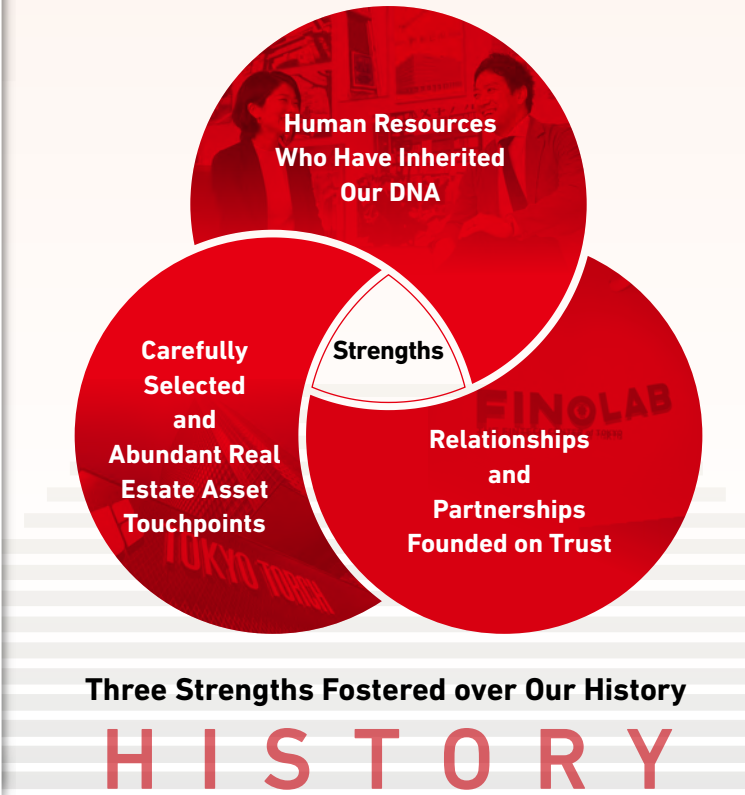 Human Resources
Who Have Inherited
Our DNA
Strengths
Carefully
Selected
and
Abundant Real
Estate Asset
Touchpoints
FINOLAB
Relationships
and
Partnerships
Founded on Trust
TOKYO TORCH
Three Strengths Fostered over Our History
HISTORY